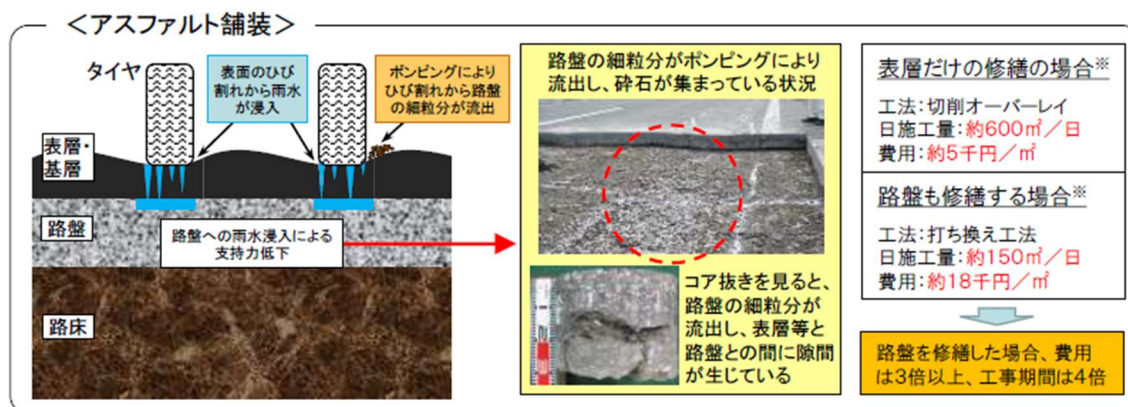 ＜アスファルト舗装＞
タイヤ
表面のひび
割れから雨水
が浸入
ポンピングにより
ひび割れから路盤
の細粒分が流出
表層・
基層
路盤
路盤への雨水浸入による
支持力低下
路床
路盤の細粒分がポンピングにより
流出し、砕石が集まっている状況
コア抜きを見ると、
路盤の細粒分が
流出し、表層等と
路盤との間に隙間
が生じている
表層だけの修繕の場合※
工法：切削オーバーレイ
日施工量：約600㎡／日
費用：約5千円／㎡
路盤も修繕する場合※
工法：打ち換え工法
日施工量：約150㎡／日
費用：約18千円／㎡
路盤を修繕した場合、費用
は3倍以上、工事期間は4倍